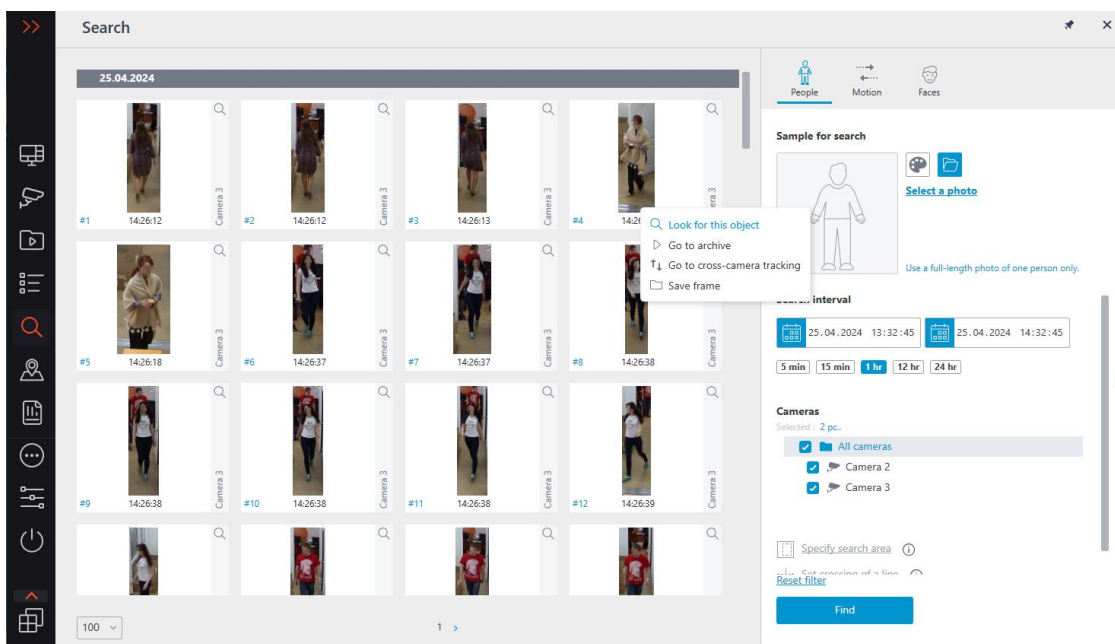 Search
25.04.2024
#1 14:26:12 Camera 3
#2 14:26:12 Camera 3
#3 14:26:13 Camera 3
#4 14:26 Camera 3
Look for this object
Go to archive
Go to cross-camera tracking
Save frame
#5 14:26:18 Camera 3
#6 14:26:37 Camera 3
#7 14:26:37 Camera 3
#8 14:26:38 Camera 3
#9 14:26:38 Camera 3
#10 14:26:38 Camera 3
#11 14:26:38 Camera 3
#12 14:26:39 Camera 3
100
1
People Motion Faces
Sample for search
Select a photo
Use a full-length photo of one person only.
Search interval
25.04.2024 13:32:45 25.04.2024 14:32:45
5 min 15 min 1 hr 12 hr 24 hr
Cameras
Selected : 2 pc..
All cameras
Camera 2
Camera 3
Specify search area
Set crossing of a line
Reset filter
Find